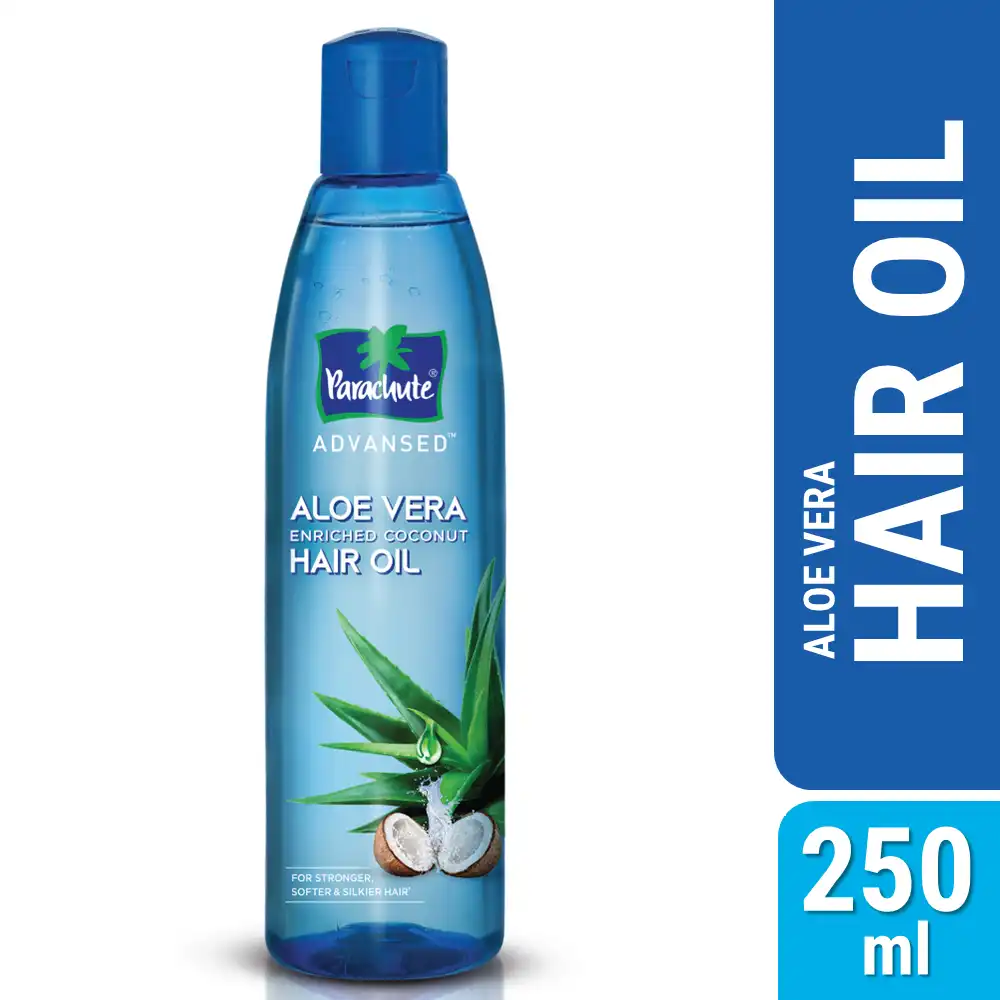 Parachute®
ADVANSED™
ALOE VERA
ENRICHED COCONUT
HAIR OIL
FOR STRONGER,
SOFTER & SILKIER HAIR*
ALOE VERA
HAIR OIL
250
ml